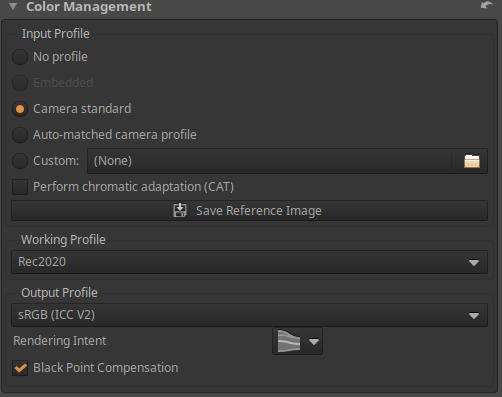 Color Management
Input Profile
No profile
Embedded
Camera standard
Auto-matched camera profile
Custom: (None)
Perform chromatic adaptation (CAT)
Save Reference Image
Working Profile
Rec2020
Output Profile
sRGB (ICC V2)
Rendering Intent
Black Point Compensation